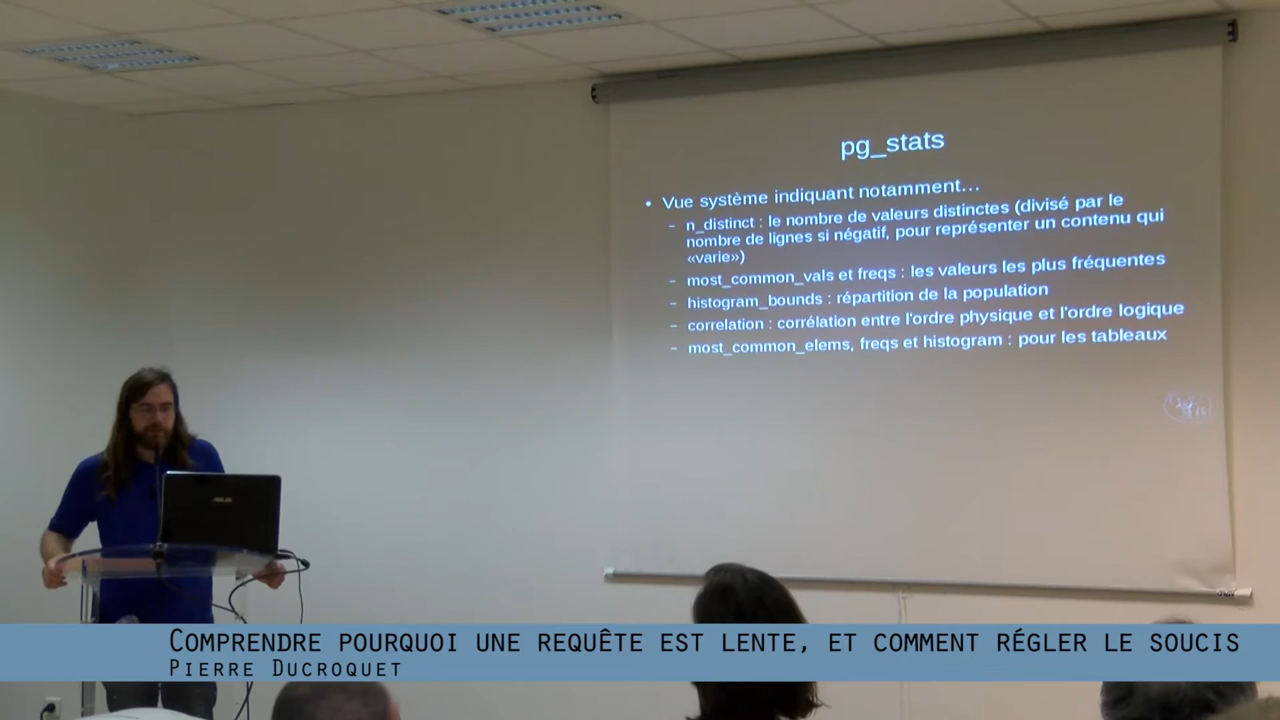 pg_stats
• Vue système indiquant notamment…
– n_distinct : le nombre de valeurs distinctes (divisé par le
nombre de lignes si négatif, pour représenter un contenu qui
«varie»)
– most_common_vals et freqs : les valeurs les plus fréquentes
– histogram_bounds : répartition de la population
– correlation : corrélation entre l'ordre physique et l'ordre logique
– most_common_elems, freqs et histogram : pour les tableaux
ASUS
Comprendre pourquoi une requête est lente, et comment régler le soucis
Pierre Ducroquet